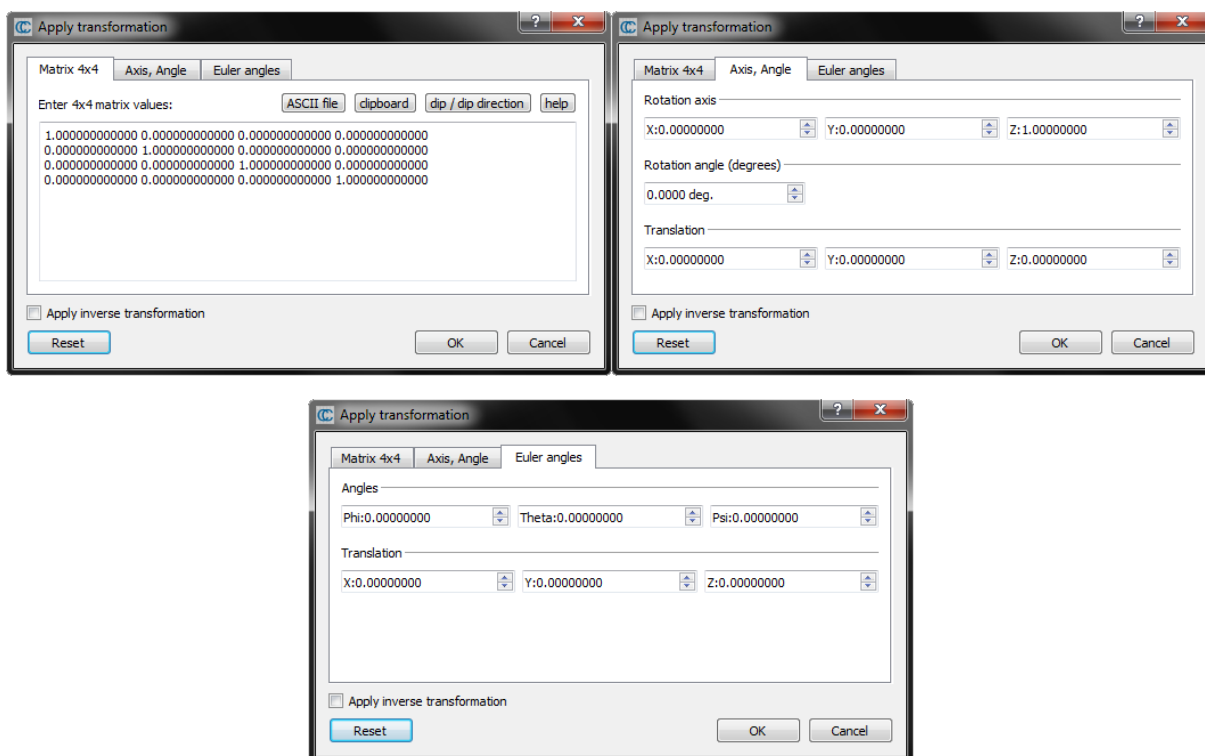 Apply transformation
Matrix 4x4 Axis, Angle Euler angles
Enter 4x4 matrix values: ASCII file clipboard dip / dip direction help
1.000000000000 0.000000000000 0.000000000000 0.000000000000
0.000000000000 1.000000000000 0.000000000000 0.000000000000
0.000000000000 0.000000000000 1.000000000000 0.000000000000
0.000000000000 0.000000000000 0.000000000000 1.000000000000
Apply inverse transformation
Reset OK Cancel
Apply transformation
Matrix 4x4 Axis, Angle Euler angles
Rotation axis
X:0.00000000 Y:0.00000000 Z:1.00000000
Rotation angle (degrees)
0.0000 deg.
Translation
X:0.00000000 Y:0.00000000 Z:0.00000000
Apply inverse transformation
Reset OK Cancel
Apply transformation
Matrix 4x4 Axis, Angle Euler angles
Angles
Phi:0.00000000 Theta:0.00000000 Psi:0.00000000
Translation
X:0.00000000 Y:0.00000000 Z:0.00000000
Apply inverse transformation
Reset OK Cancel